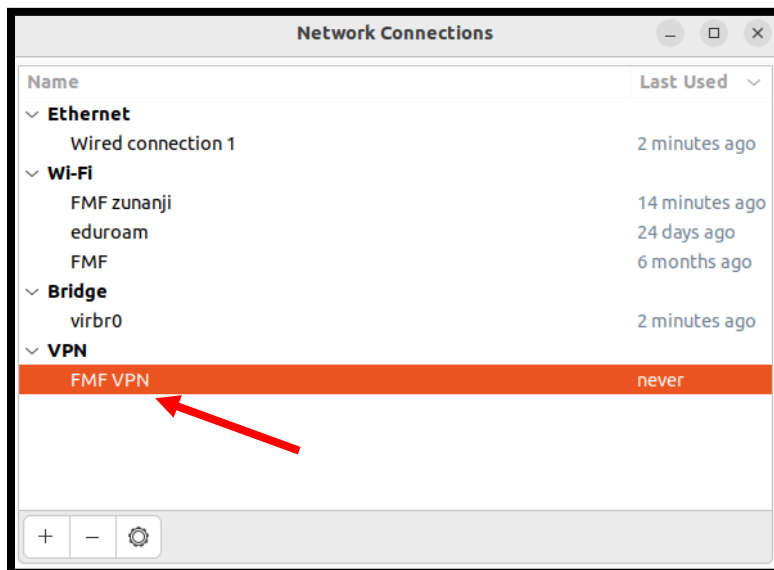 Network Connections
Name Last Used
Ethernet
Wired connection 1 2 minutes ago
Wi-Fi
FMF zunanji 14 minutes ago
eduroam 24 days ago
FMF 6 months ago
Bridge
virbr0 2 minutes ago
VPN
FMF VPN never